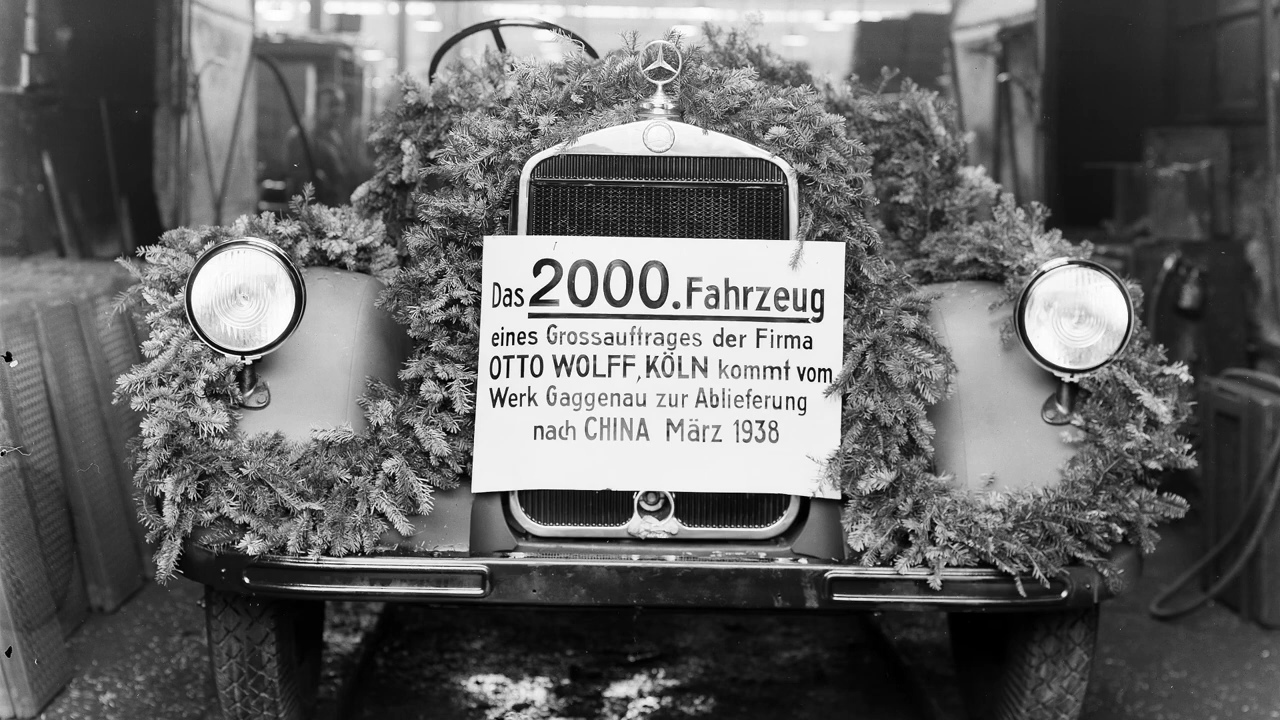 Das 2000. Fahrzeug
eines Grossauftrages der Firma
OTTO WOLFF, KÖLN kommt vom
Werk Gaggenau zur Ablieferung
nach CHINA März 1938